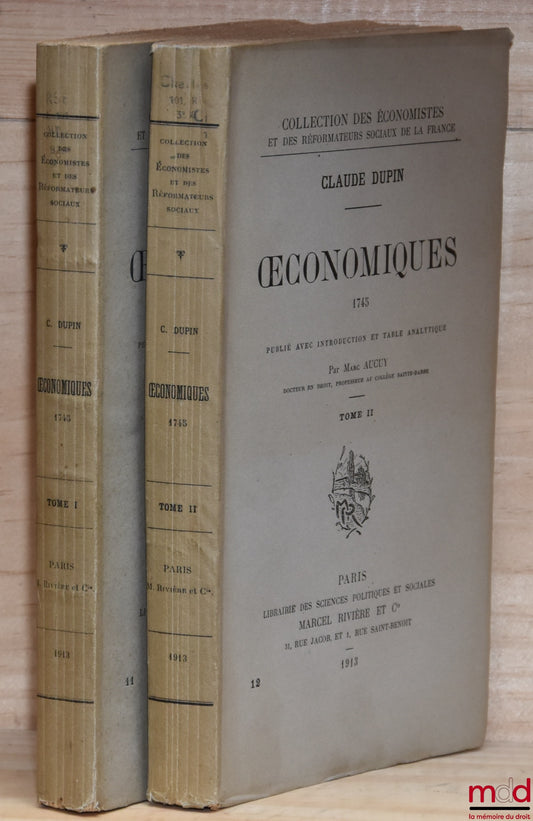 COLLECTION
DES
ÉCONOMISTES
ET DES
RÉFORMATEURS
SOCIAUX
C. DUPIN
ŒCONOMIQUES
1745
TOME I
PARIS
RIVIÈRE et Cie
1913
11
COLLECTION
DES
ÉCONOMISTES
ET DES
RÉFORMATEURS
SOCIAUX
C. DUPIN
ŒCONOMIQUES
1745
TOME II
PARIS
M. RIVIÈRE et Cie
1913
COLLECTION DES ÉCONOMISTES
ET DES RÉFORMATEURS SOCIAUX DE LA FRANCE
CLAUDE DUPIN
ŒCONOMIQUES
1745
PUBLIÉ AVEC INTRODUCTION ET TABLE ANALYTIQUE
Par Marc AUCUY
DOCTEUR EN DROIT, PROFESSEUR AU COLLÈGE SAINTE-BARBE
TOME II
PARIS
LIBRAIRIE DES SCIENCES POLITIQUES ET SOCIALES
MARCEL RIVIÈRE ET Cie
31, RUE JACOB, ET 1, RUE SAINT-BENOIT
1913
12
mdd
la mémoire du droit